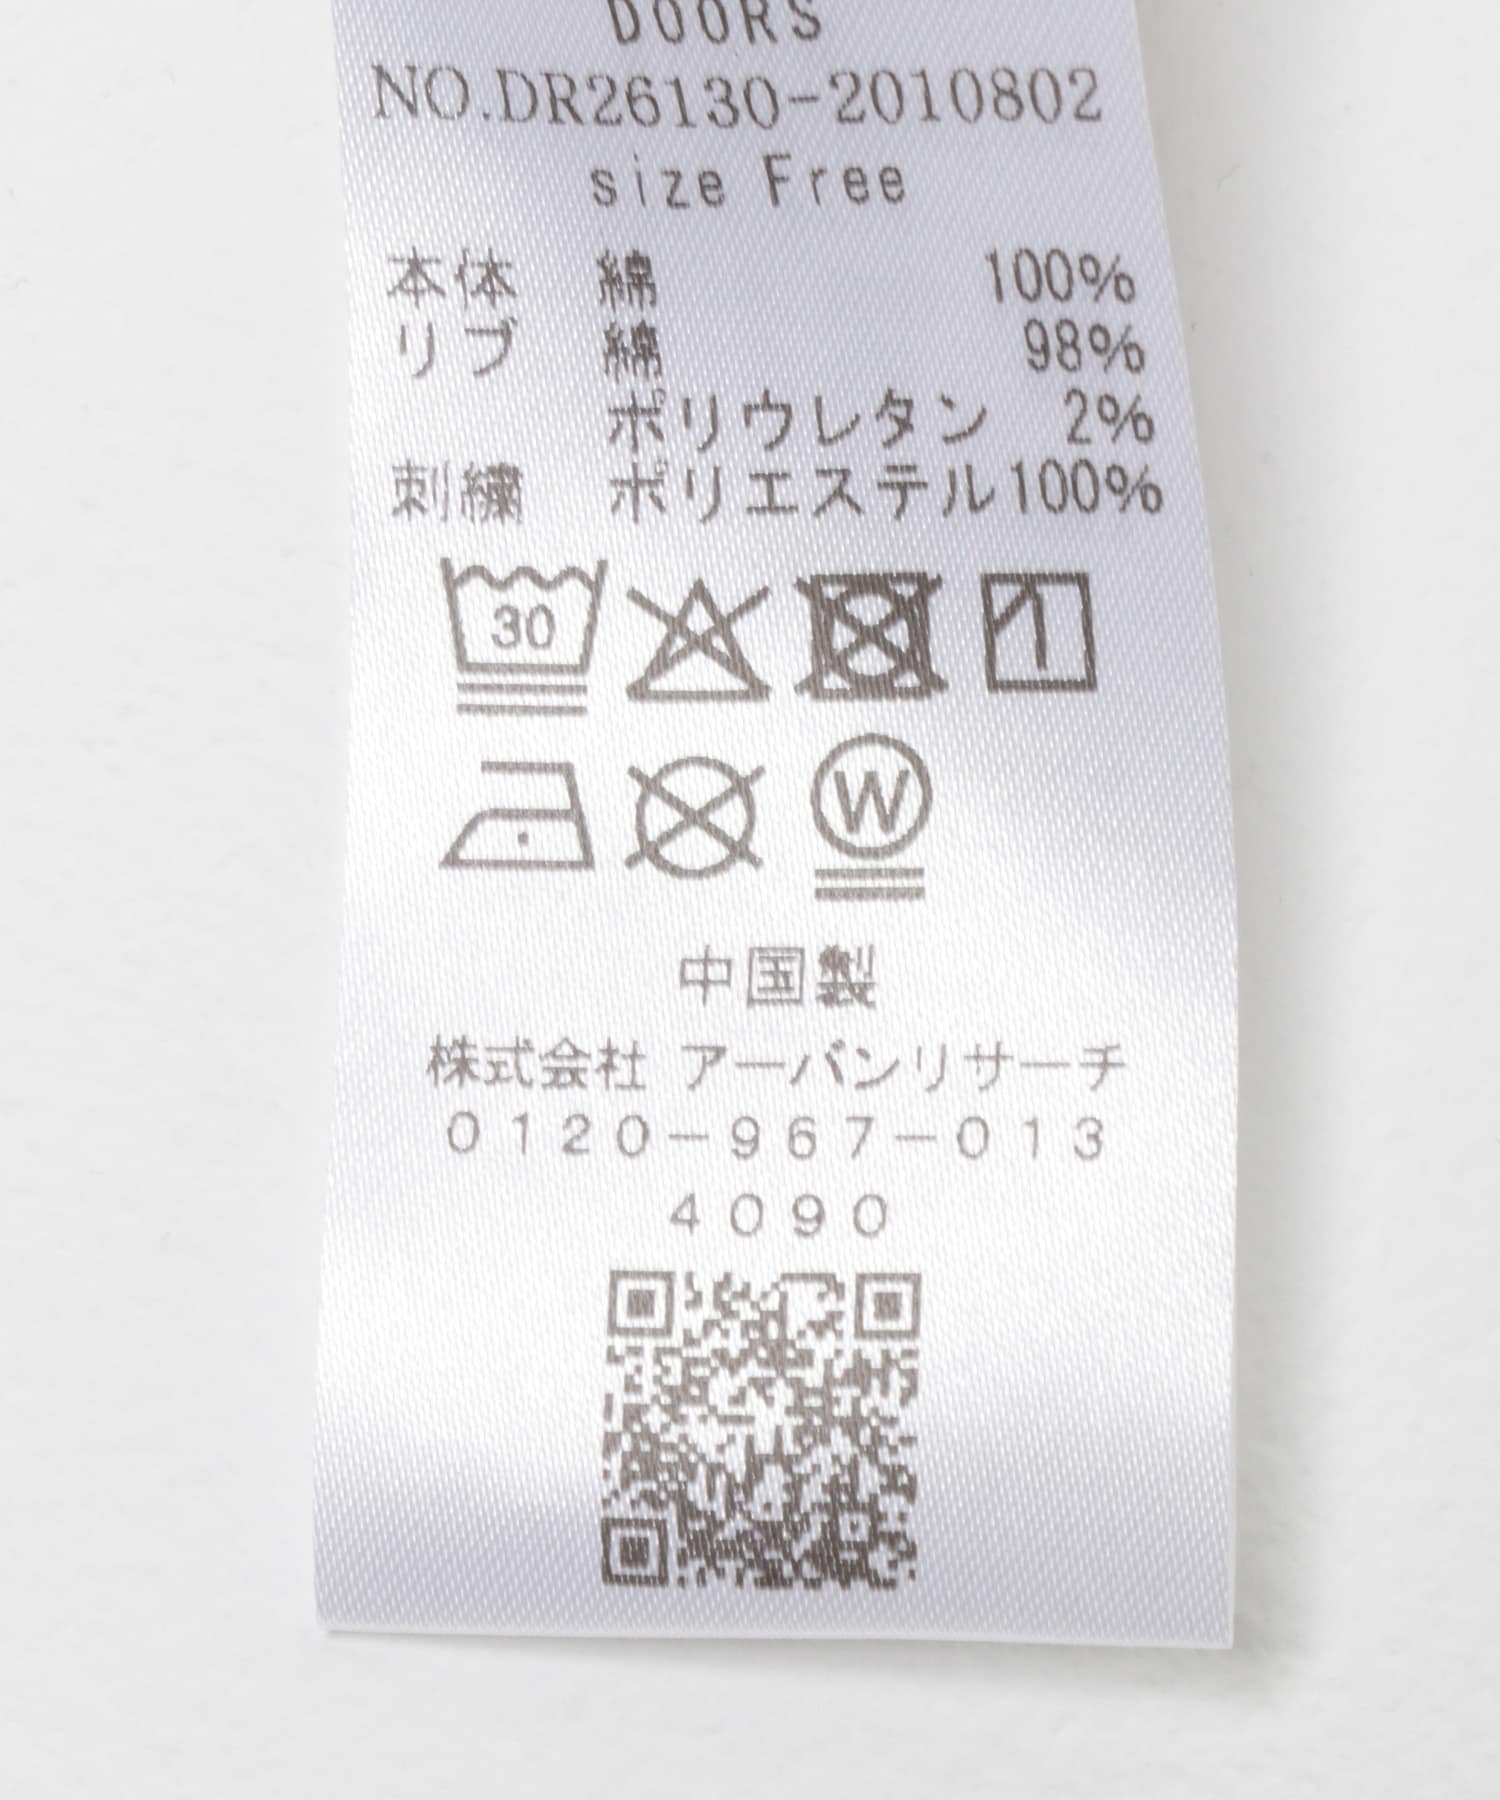 DOORS
NO.DR26130-2010802
size Free
本体 綿 100%
リブ 綿 98%
ポリウレタン 2%
刺繍 ポリエステル100%
30
W
中国製
株式会社 アーバンリサーチ
0120-967-013
4090